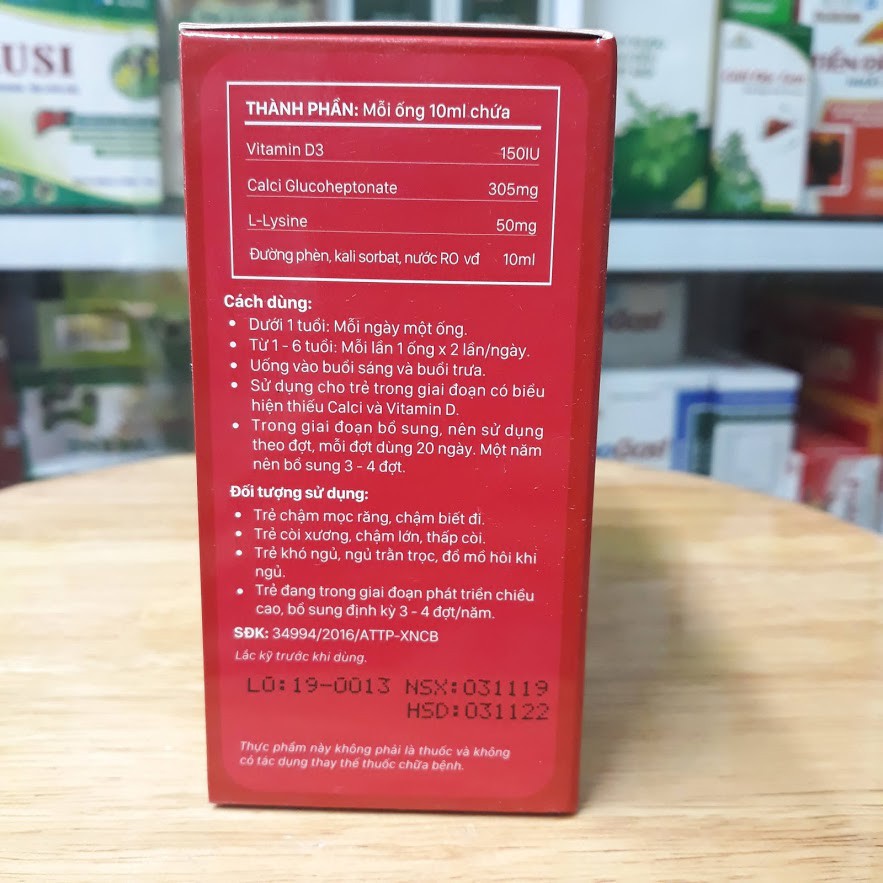 THÀNH PHẦN: Mỗi ống 10ml chứa
Vitamin D3 150IU
Calci Glucoheptonate 305mg
L-Lysine 50mg
Đường phèn, kali sorbat, nước RO vđ 10ml
Cách dùng:
• Dưới 1 tuổi: Mỗi ngày một ống.
• Từ 1 - 6 tuổi: Mỗi lần 1 ống x 2 lần/ngày.
• Uống vào buổi sáng và buổi trưa.
• Sử dụng cho trẻ trong giai đoạn có biểu
hiện thiếu Calci và Vitamin D.
• Trong giai đoạn bổ sung, nên sử dụng
theo đợt, mỗi đợt dùng 20 ngày. Một năm
nên bổ sung 3 - 4 đợt.
Đối tượng sử dụng:
• Trẻ chậm mọc răng, chậm biết đi.
• Trẻ còi xương, chậm lớn, thấp còi.
• Trẻ khó ngủ, ngủ trằn trọc, đổ mồ hôi khi
ngủ.
• Trẻ đang trong giai đoạn phát triển chiều
cao, bổ sung định kỳ 3 - 4 đợt/năm.
SĐK: 34994/2016/ATTP-XNCB
Lắc kỹ trước khi dùng.
LÔ:19-0013 NSX:031119
HSD:031122
Thực phẩm này không phải là thuốc và không
có tác dụng thay thế thuốc chữa bệnh.
USI